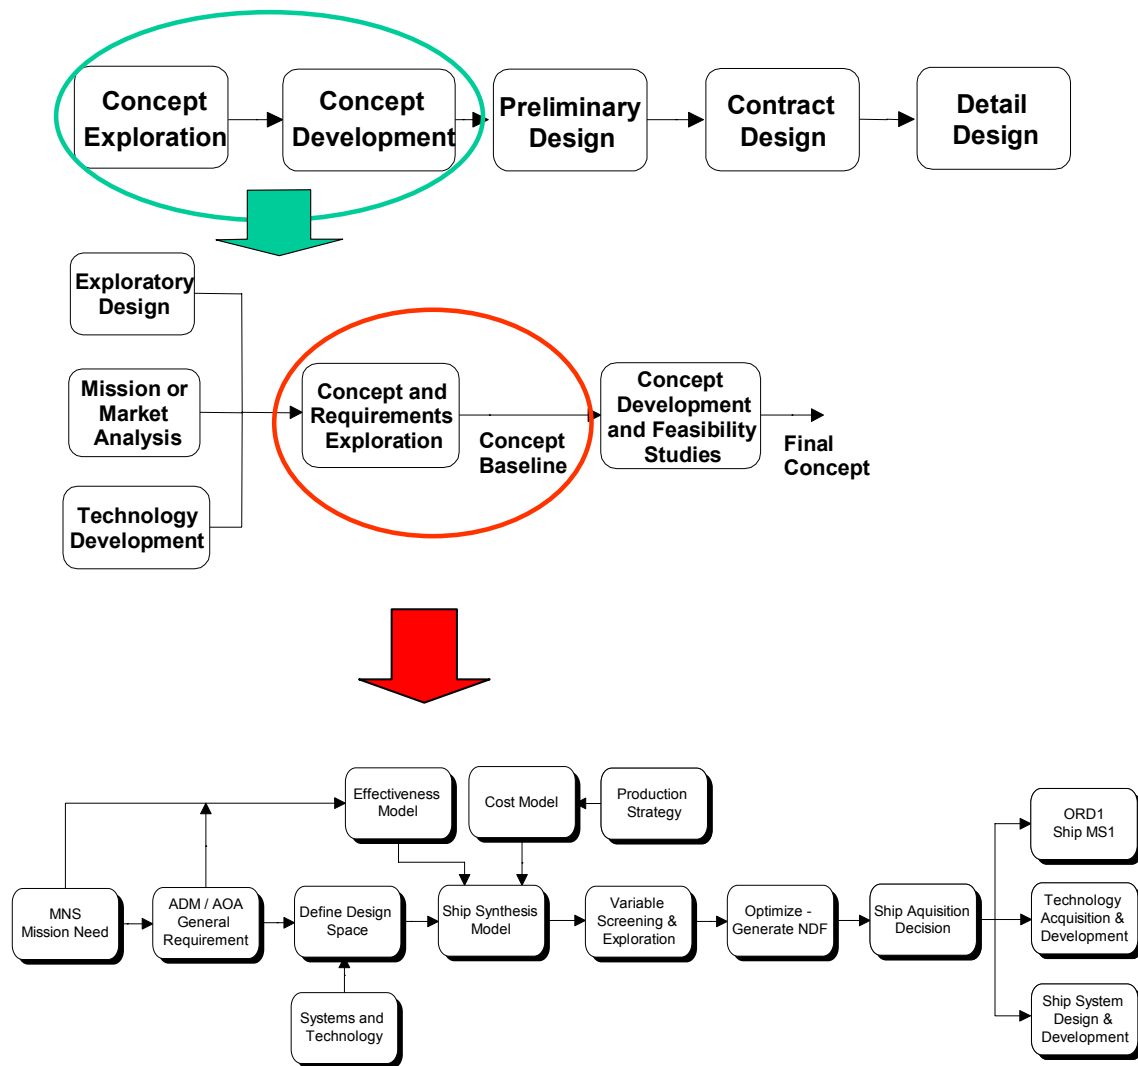 Concept
Exploration
Concept
Development
Preliminary
Design
Contract
Design
Detail
Design
Exploratory
Design
Mission or
Market
Analysis
Technology
Development
Concept and
Requirements
Exploration
Concept
Baseline
Concept
Development
and Feasibility
Studies
Final
Concept
Effectiveness
Model
Cost Model
Production
Strategy
ORD1
Ship MS1
MNS
Mission Need
ADM / AOA
General
Requirement
Define Design
Space
Ship Synthesis
Model
Variable
Screening &
Exploration
Optimize -
Generate NDF
Ship Aquisition
Decision
Technology
Acquisition &
Development
Systems and
Technology
Ship System
Design &
Development